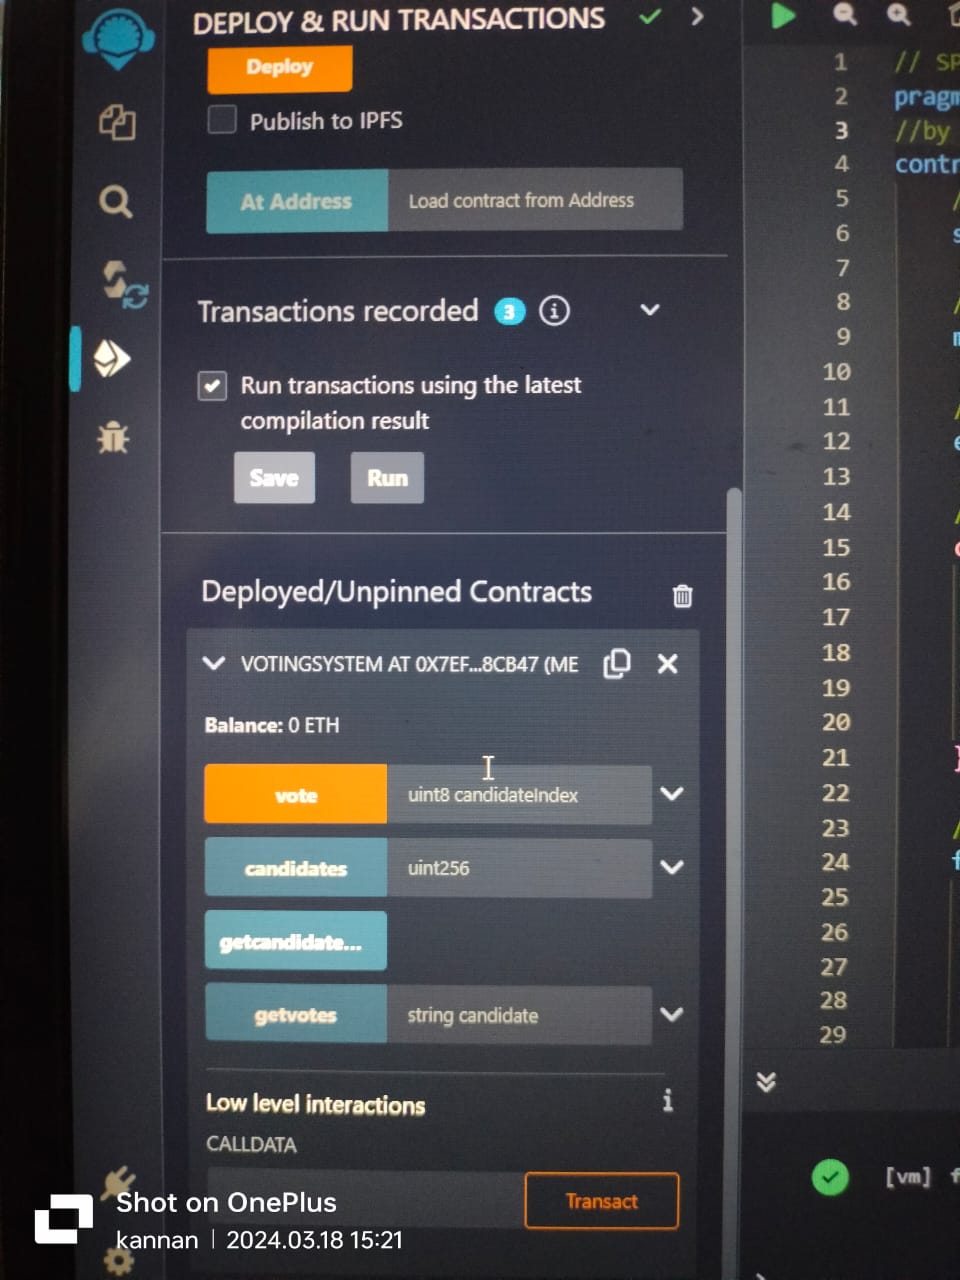 DEPLOY & RUN TRANSACTIONS
Deploy
Publish to IPFS
At Address
Load contract from Address
Transactions recorded 3
Run transactions using the latest
compilation result
Save
Run
Deployed/Unpinned Contracts
VOTINGSYSTEM AT 0X7EF...8CB47 (ME
Balance: 0 ETH
vote
uint8 candidateIndex
candidates
uint256
getcandidate...
getvotes
string candidate
Low level interactions
CALLDATA
Transact
1 // SP
2 pragm
3 //by
4 contr
5 /
6 s
7
8 /
9 m
10
11 /
12 e
13
14 /
15 c
16
17
18
19
20
21 }
22
23 /
24 f
25
26
27
28
29
[vm] f
Shot on OnePlus
kannan | 2024.03.18 15:21